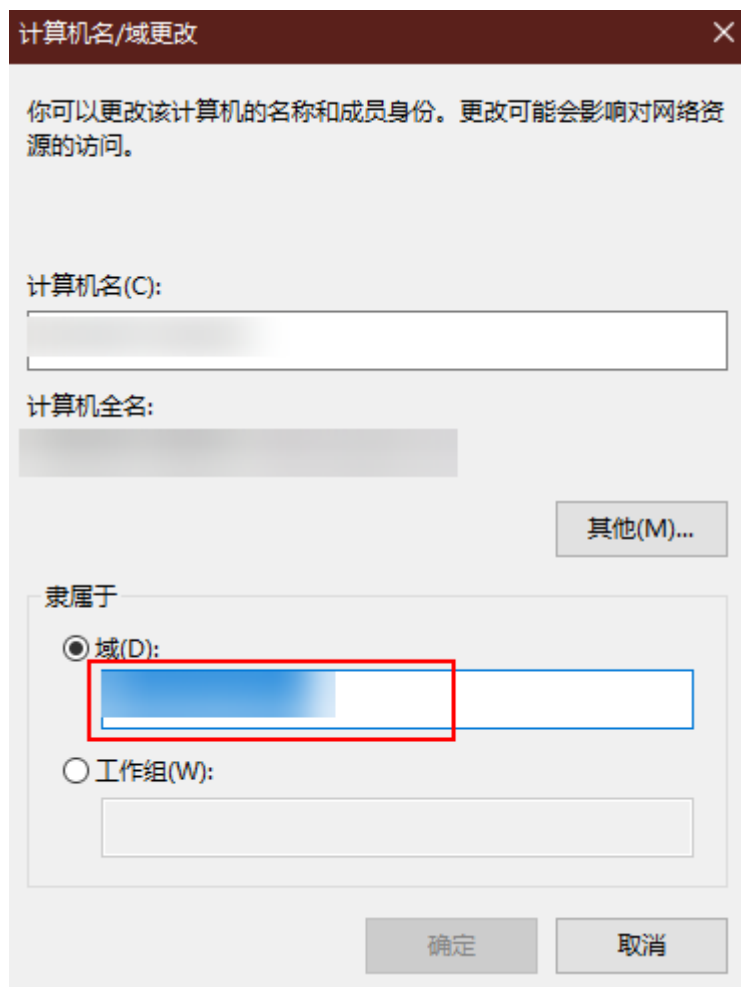 计算机名/域更改
你可以更改该计算机的名称和成员身份。更改可能会影响对网络资
源的访问。
计算机名(C):
计算机全名:
其他(M)...
隶属于
域(D):
工作组(W):
确定
取消